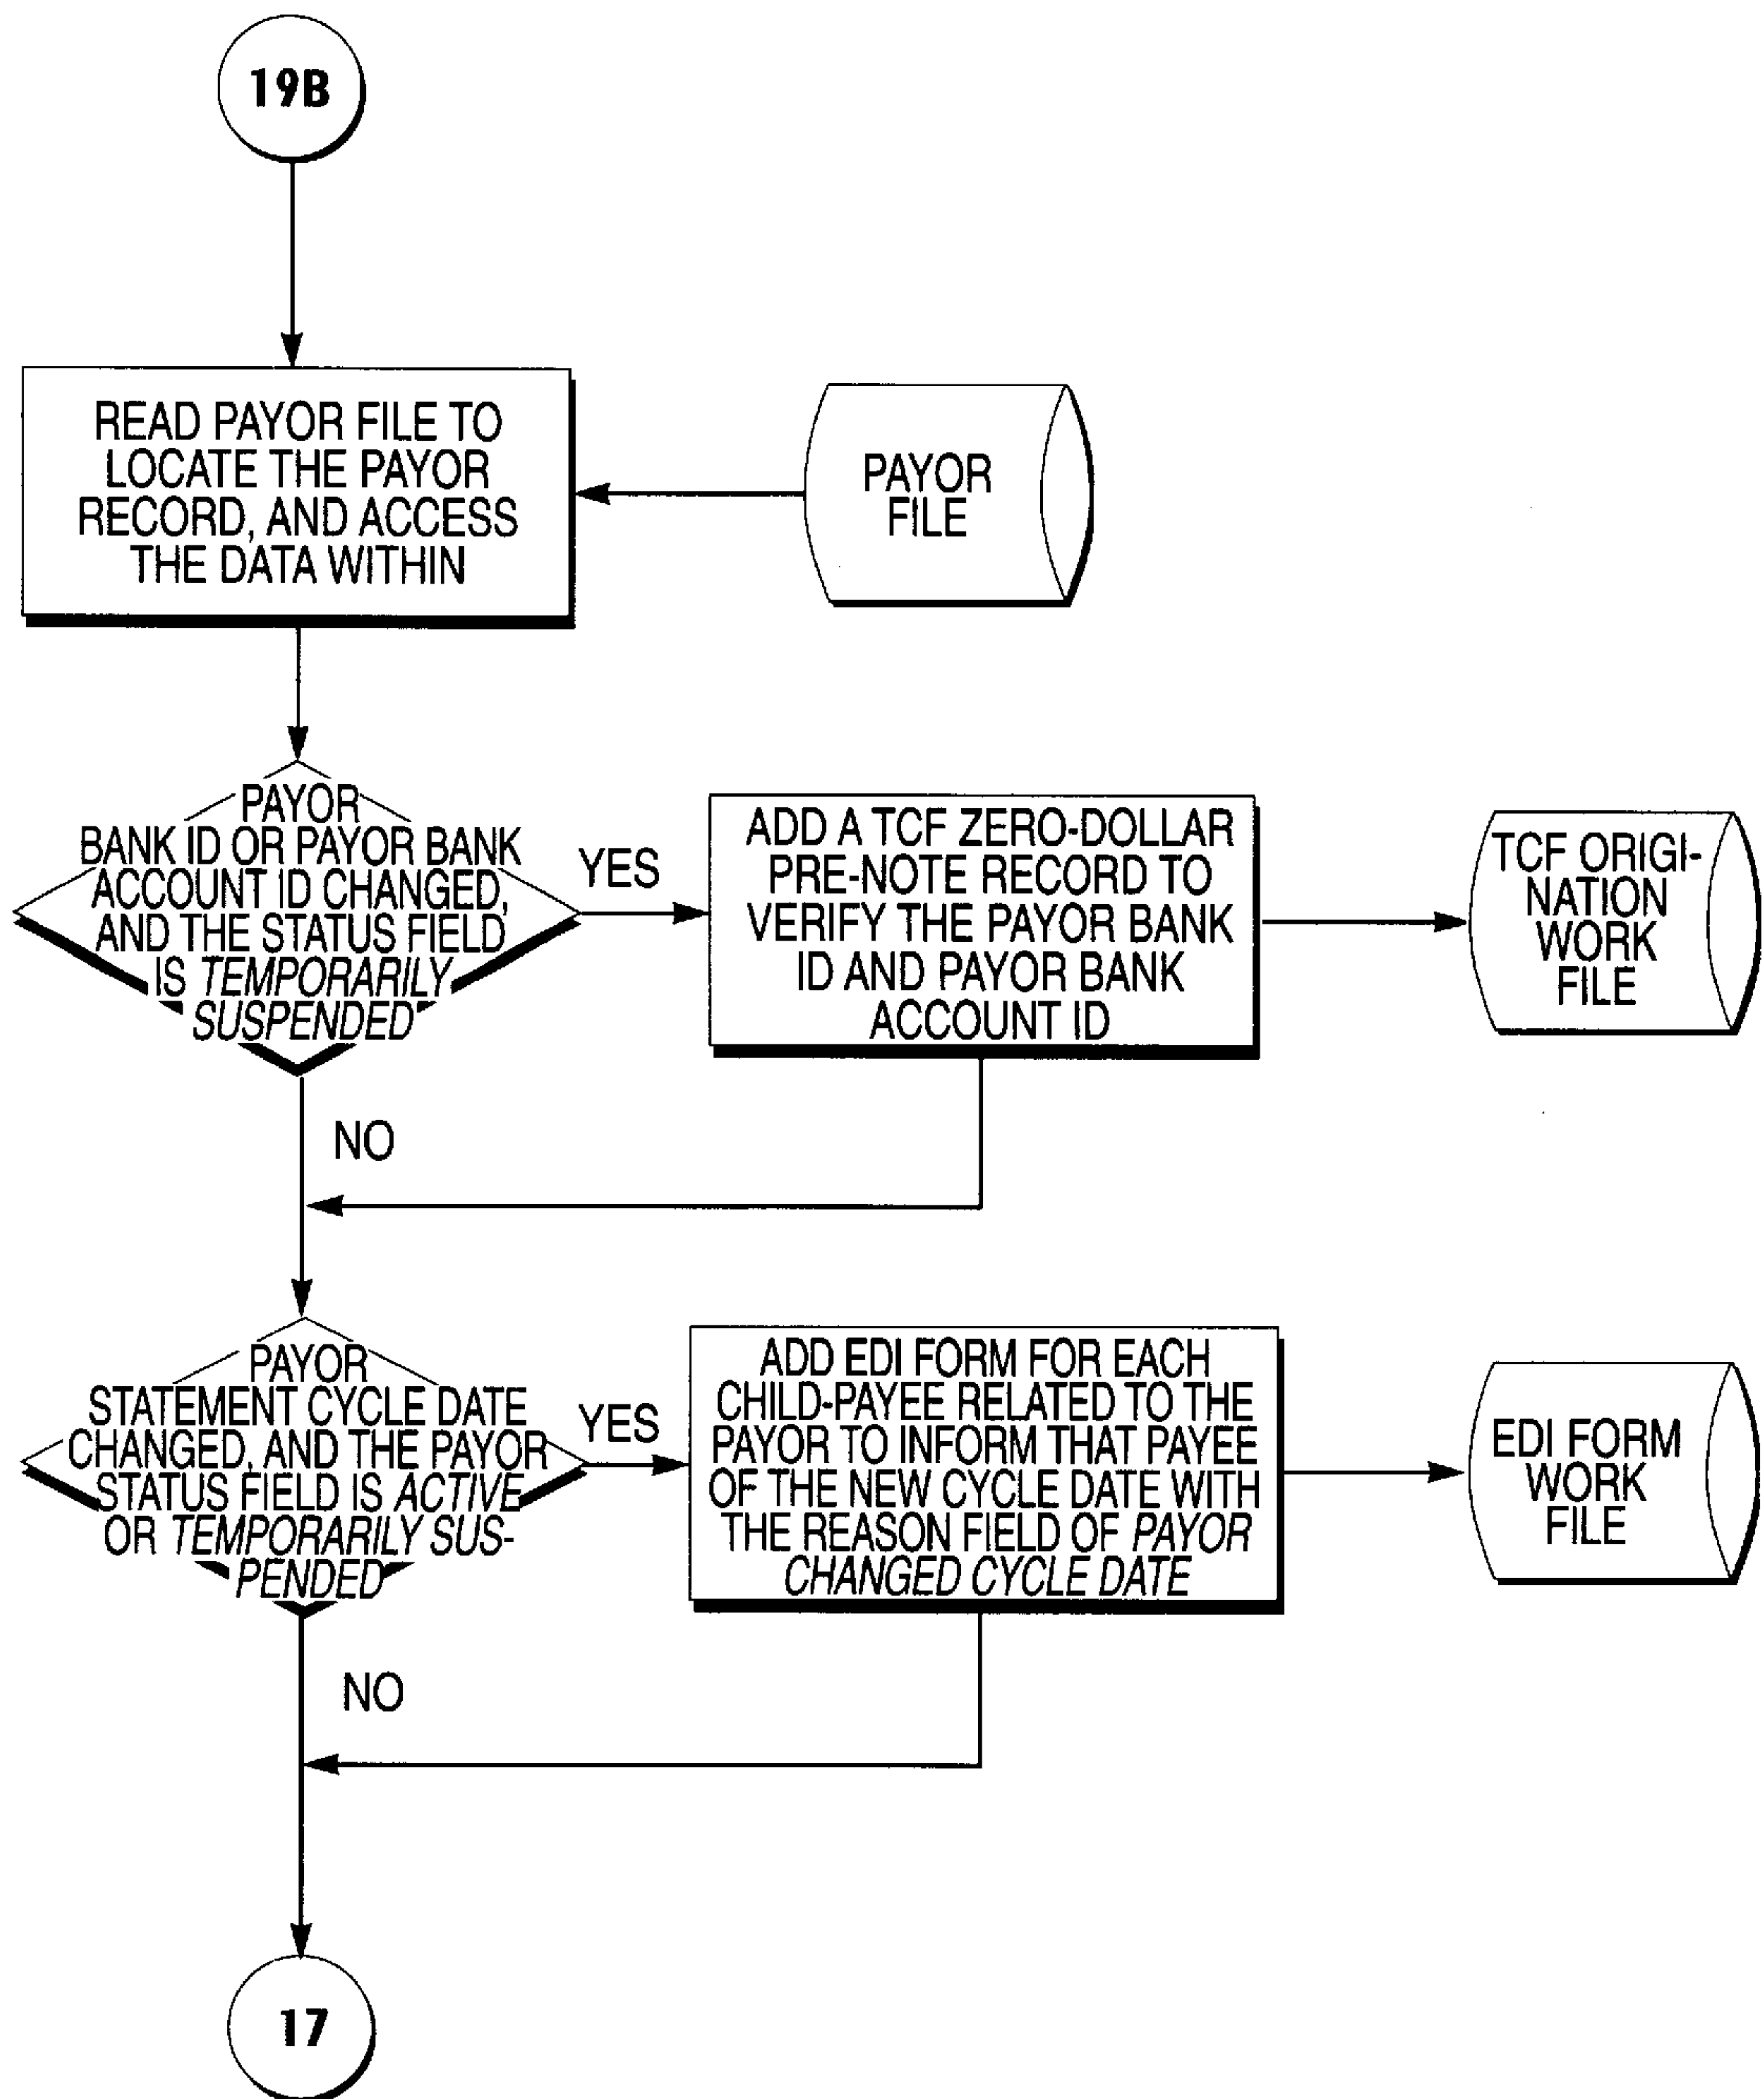 19B
READ PAYOR FILE TO
LOCATE THE PAYOR
RECORD, AND ACCESS
THE DATA WITHIN
PAYOR
FILE
PAYOR
BANK ID OR PAYOR BANK
ACCOUNT ID CHANGED,
AND THE STATUS FIELD
IS TEMPORARILY
SUSPENDED
YES
ADD A TCF ZERO-DOLLAR
PRE-NOTE RECORD TO
VERIFY THE PAYOR BANK
ID AND PAYOR BANK
ACCOUNT ID
TCF ORIGI-
NATION
WORK
FILE
NO
PAYOR
STATEMENT CYCLE DATE
CHANGED, AND THE PAYOR
STATUS FIELD IS ACTIVE
OR TEMPORARILY SUS-
PENDED
YES
ADD EDI FORM FOR EACH
CHILD-PAYEE RELATED TO THE
PAYOR TO INFORM THAT PAYEE
OF THE NEW CYCLE DATE WITH
THE REASON FIELD OF PAYOR
CHANGED CYCLE DATE
EDI FORM
WORK
FILE
NO
17